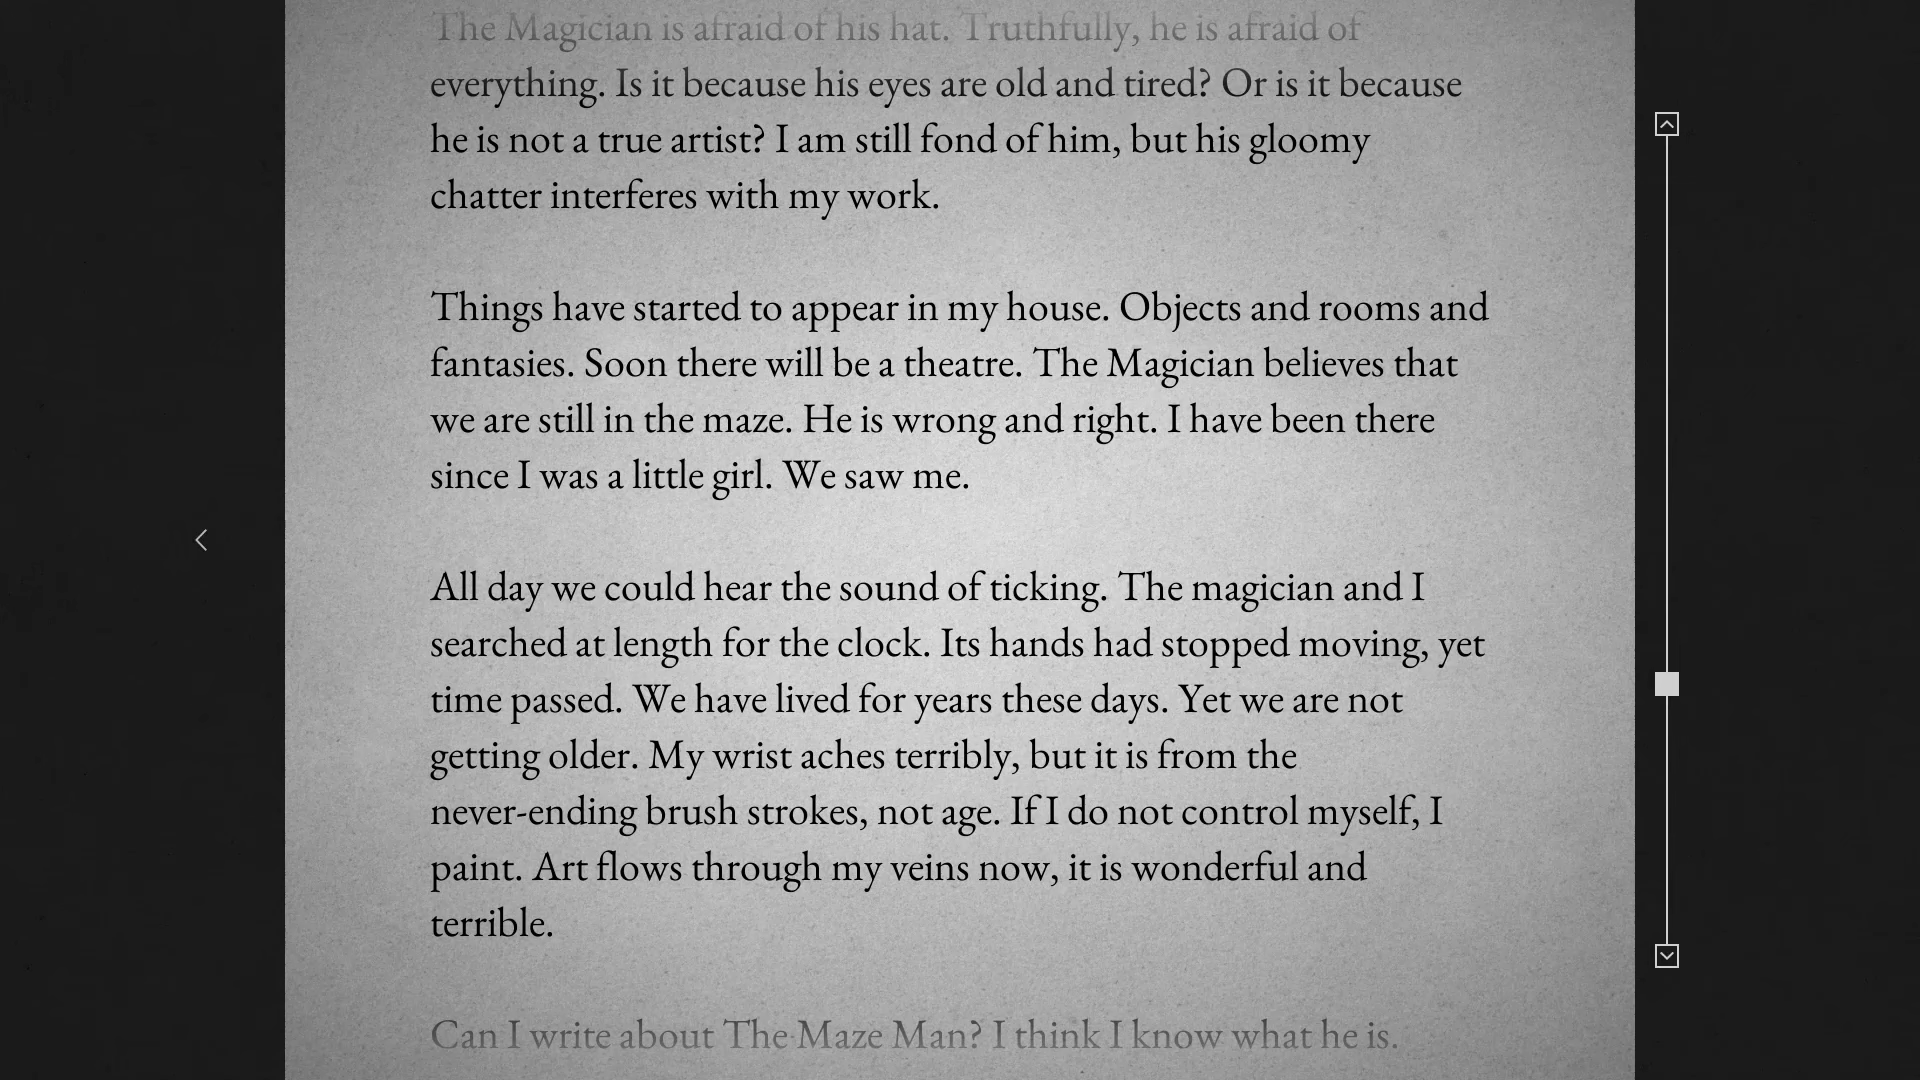 The Magician is afraid of his hat. Truthfully, he is afraid of
everything. Is it because his eyes are old and tired? Or is it because
he is not a true artist? I am still fond of him, but his gloomy
chatter interferes with my work.
Things have started to appear in my house. Objects and rooms and
fantasies. Soon there will be a theatre. The Magician believes that
we are still in the maze. He is wrong and right. I have been there
since I was a little girl. We saw me.
All day we could hear the sound of ticking. The magician and I
searched at length for the clock. Its hands had stopped moving, yet
time passed. We have lived for years these days. Yet we are not
getting older. My wrist aches terribly, but it is from the
never-ending brush strokes, not age. If I do not control myself, I
paint. Art flows through my veins now, it is wonderful and
terrible.
Can I write about The Maze Man? I think I know what he is.